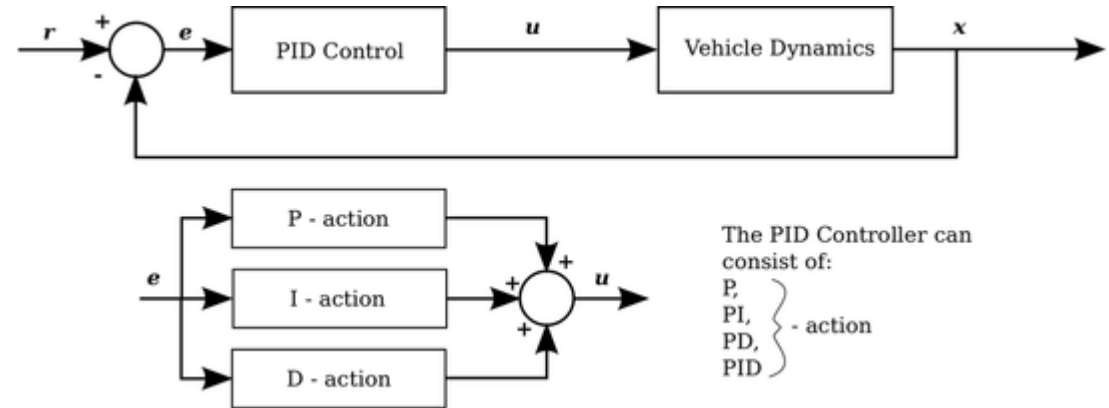 +
r
e
PID Control
u
Vehicle Dynamics
x
-
P - action
e
I - action
D - action
+
+
+
u
The PID Controller can
consist of:
P,
PI,
PD,
PID
- action